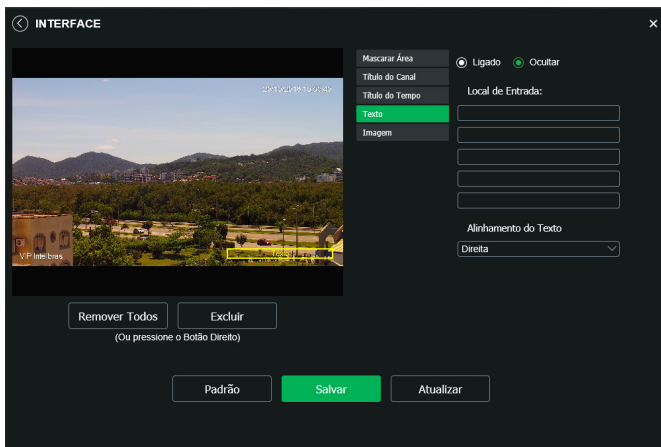 INTERFACE
Mascarar Área
Título do Canal
Título do Tempo
Texto
Imagem
Ligado
Ocultar
Local de Entrada:
Alinhamento do Texto
Direita
VIP Intelbras
Remover Todos
Excluir
(Ou pressione o Botão Direito)
Padrão
Salvar
Atualizar